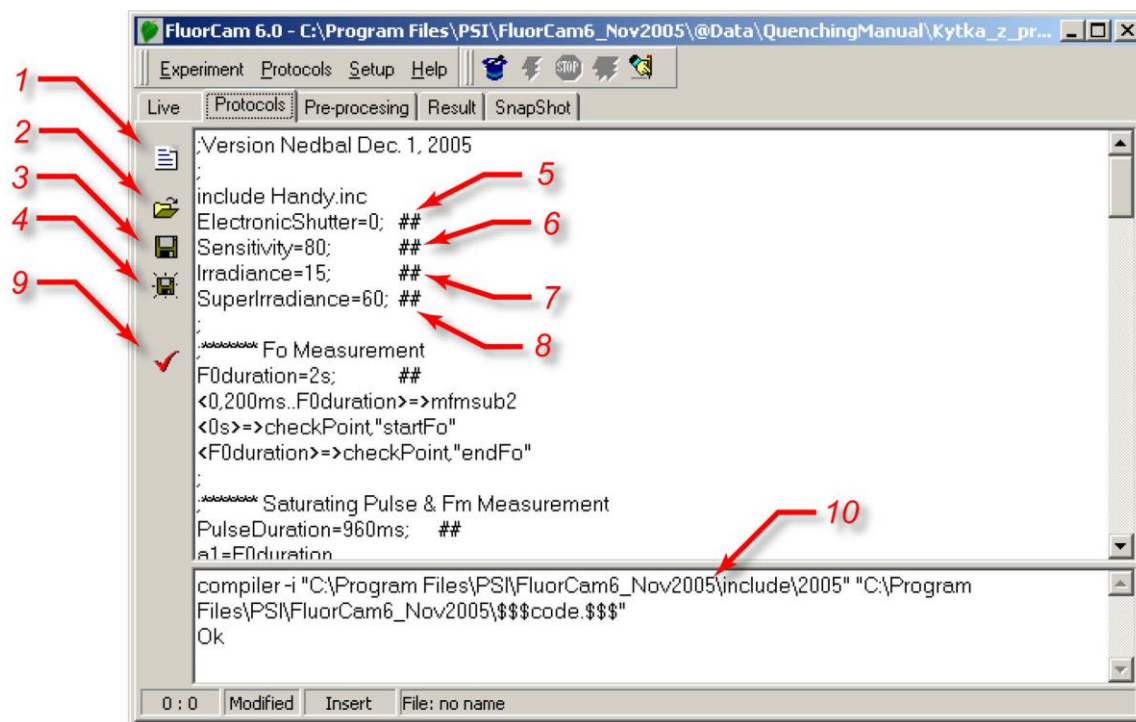 FluorCam 6.0 - C:\Program Files\PSI\FluorCam6_Nov2005\@Data\QuenchingManual\Kytka_z_pr...
Experiment Protocols Setup Help STOP
Live Protocols Pre-procesing Result SnapShot
1
2
3
4
9
;Version Nedbal Dec. 1, 2005
;
include Handy.inc
ElectronicShutter=0; ## 5
Sensitivity=80; ## 6
Irradiance=15; ## 7
SuperIrradiance=60; ## 8
;
;******** Fo Measurement
F0duration=2s; ##
<0,200ms..F0duration>=>mfmsub2
<0s>=>checkPoint,"startFo"
<F0duration>=>checkPoint,"endFo"
;
;******** Saturating Pulse & Fm Measurement
PulseDuration=960ms; ##
a1=F0duration
10
compiler -i "C:\Program Files\PSI\FluorCam6_Nov2005\include\2005" "C:\Program
Files\PSI\FluorCam6_Nov2005\$$$code.$$$"
Ok
0 : 0 Modified Insert File: no name